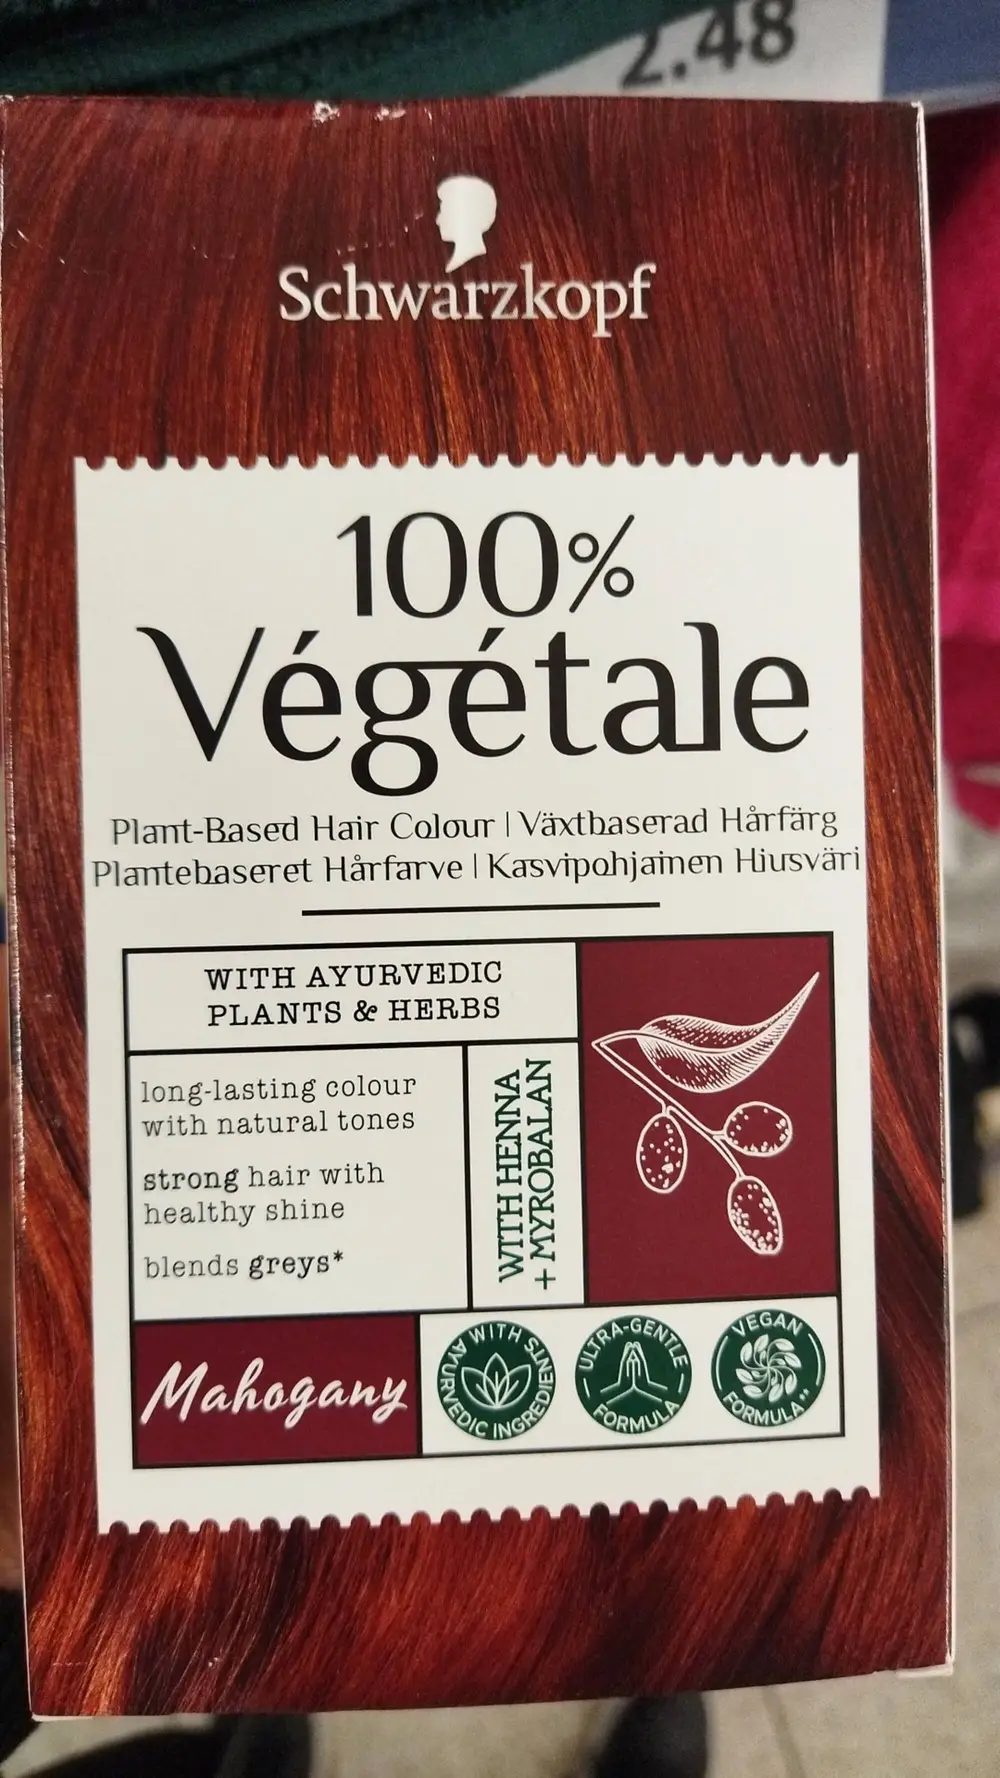 2.48
Schwarzkopf
100%
Végétale
Plant-Based Hair Colour | Växtbaserad Hårfärg
Plantebaseret Hårfarve | Kasvipohjainen Hiusväri
WITH AYURVEDIC
PLANTS & HERBS
long-lasting colour
with natural tones
strong hair with
healthy shine
blends greys*
WITH HENNA
+ MYROBALAN
Mahogany
WITH AYURVEDIC INGREDIENTS
ULTRA-GENTLE
FORMULA
VEGAN
FORMULA**